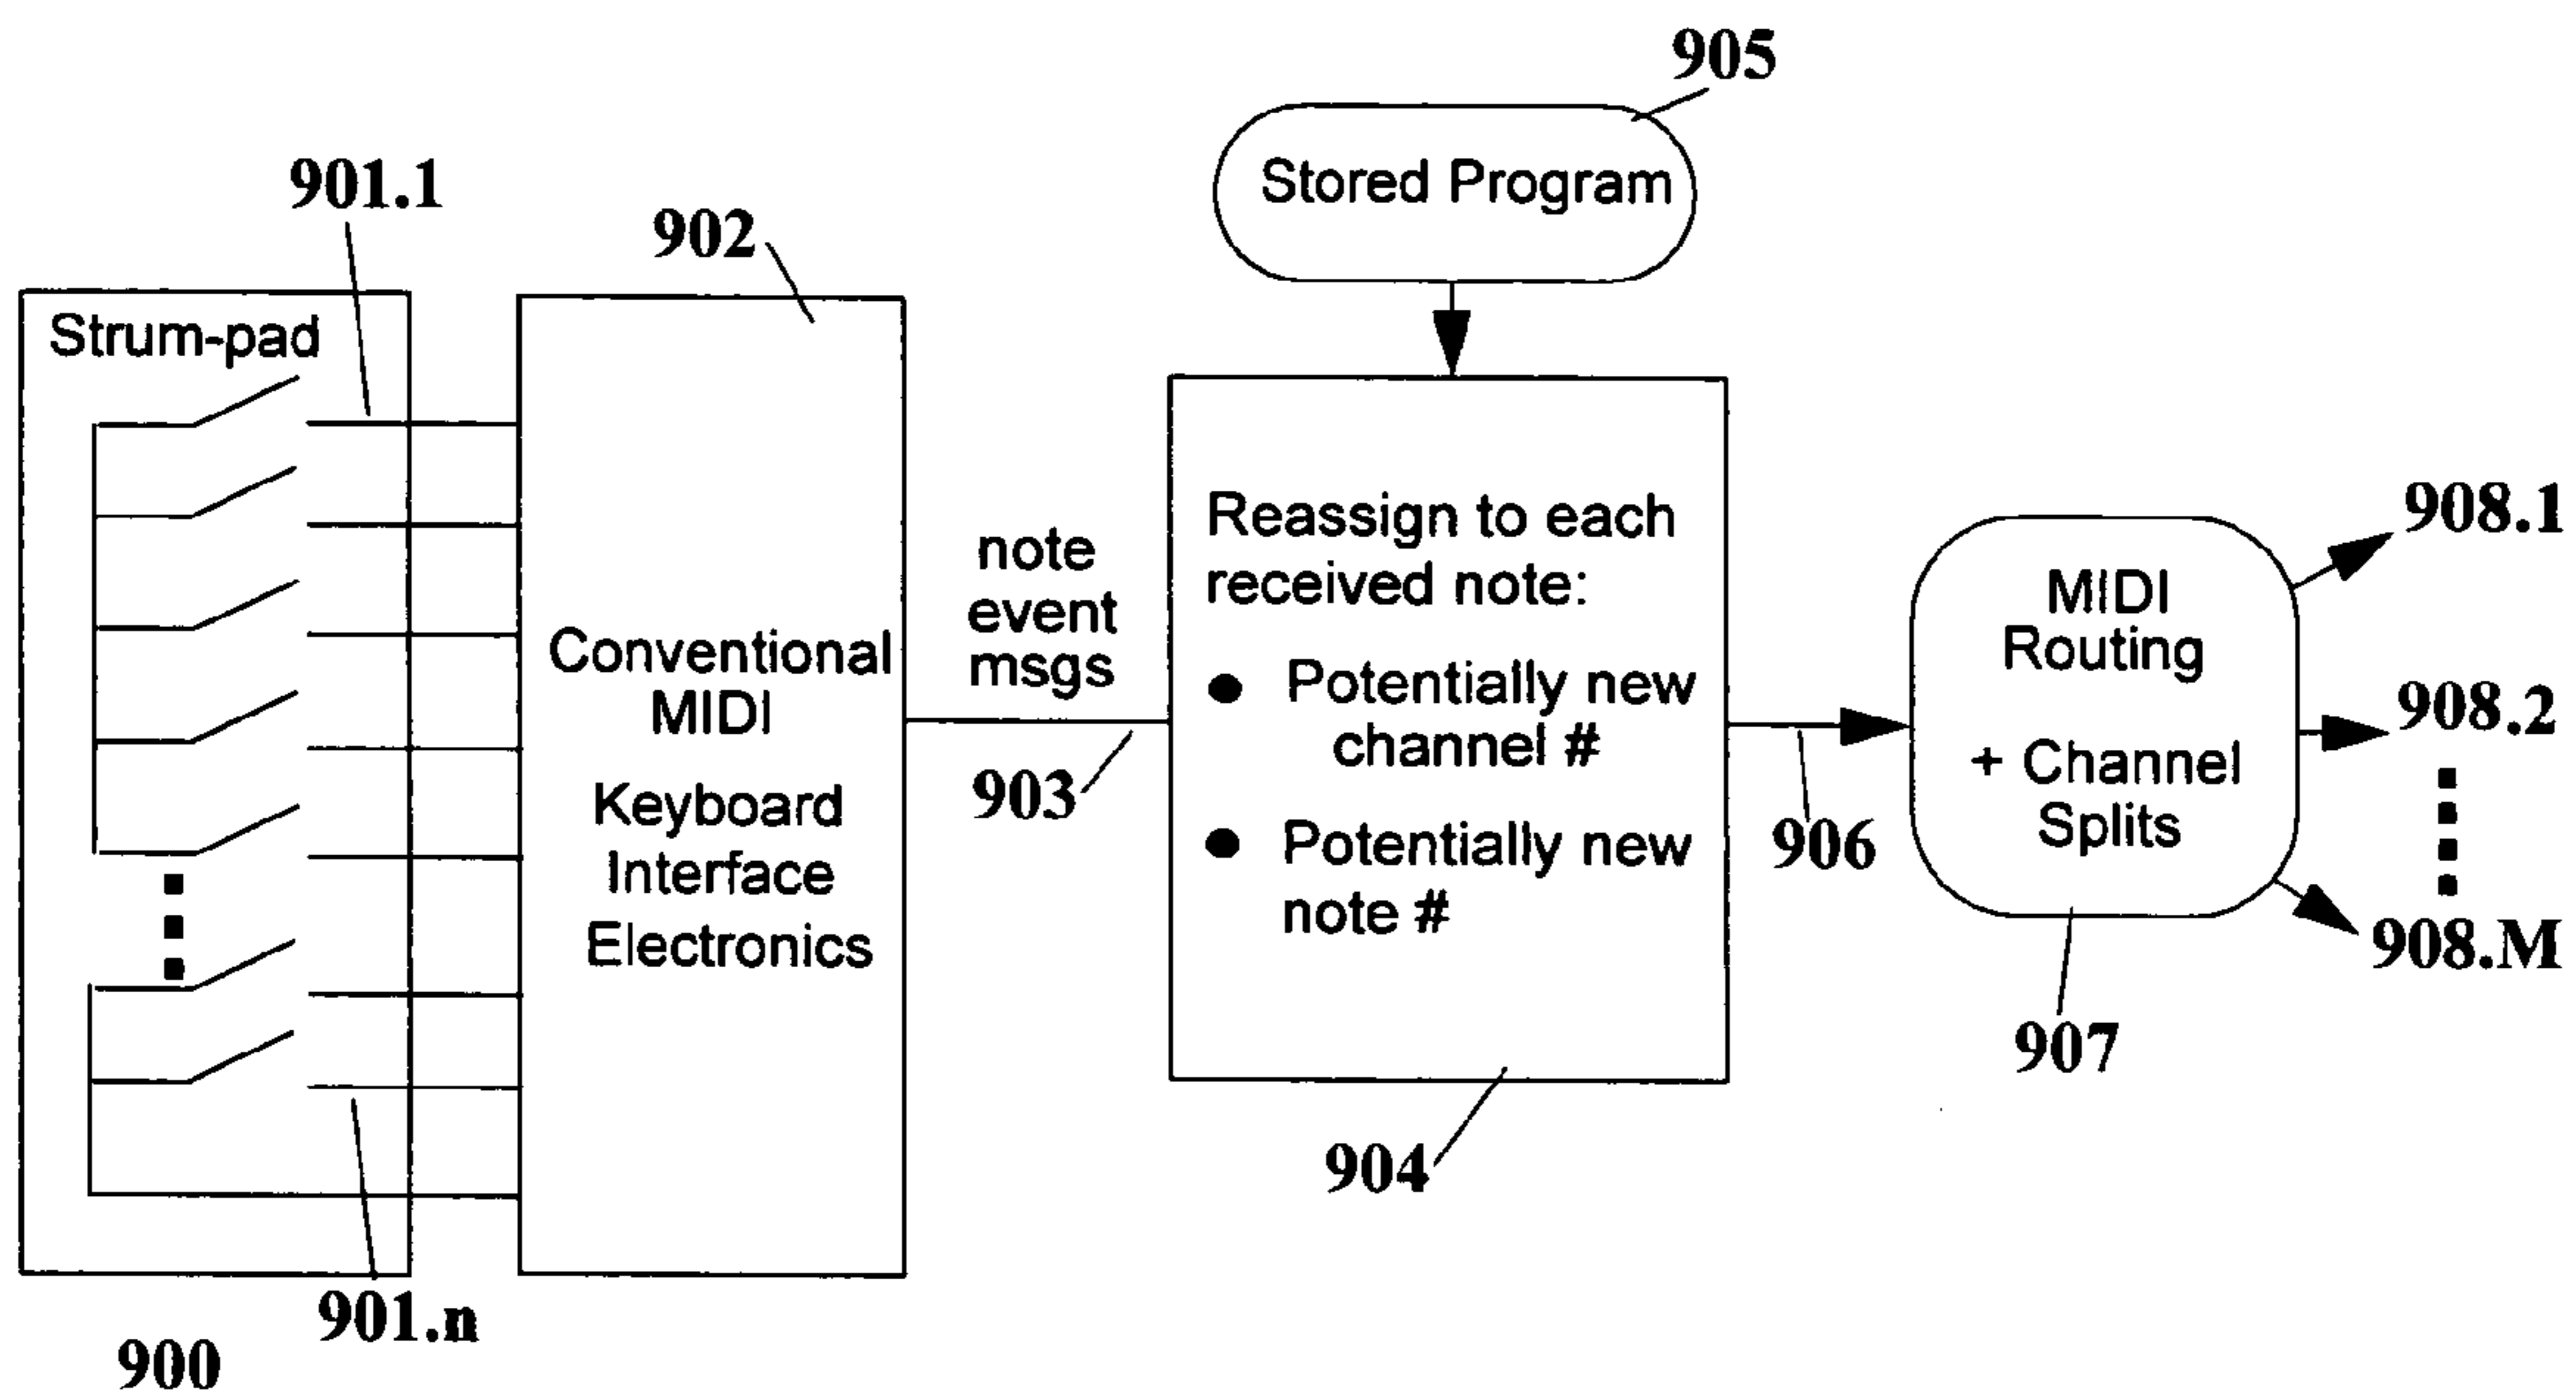 905
Stored Program
901.1
902
Strum-pad
Conventional
MIDI
Keyboard
Interface
Electronics
note
event
msgs
903
Reassign to each
received note:
● Potentially new
channel #
● Potentially new
note #
904
906
MIDI
Routing
+ Channel
Splits
907
908.1
908.2
908.M
901.n
900